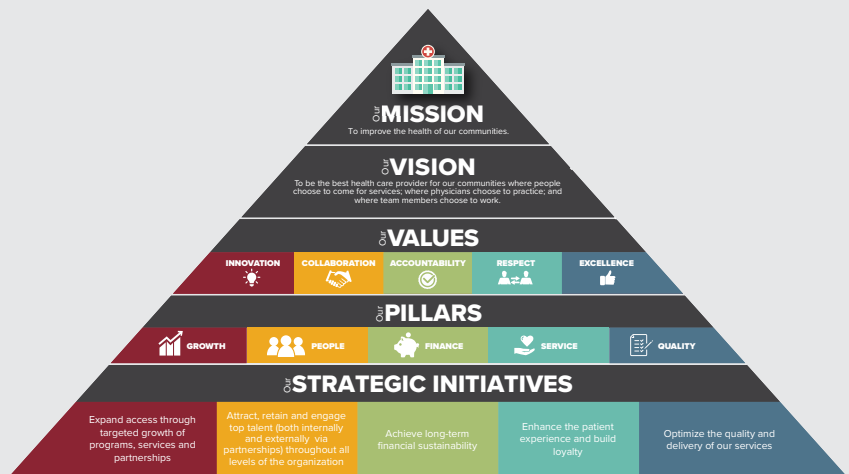 Our MISSION
To improve the health of our communities.
Our VISION
To be the best health care provider for our communities where people
choose to come for services; where physicians choose to practice; and
where team members choose to work.
Our VALUES
INNOVATION
COLLABORATION
ACCOUNTABILITY
RESPECT
EXCELLENCE
Our PILLARS
GROWTH
PEOPLE
FINANCE
SERVICE
QUALITY
Our STRATEGIC INITIATIVES
Expand access through
targeted growth of
programs, services and
partnerships
Attract, retain and engage
top talent (both internally
and externally via
partnerships) throughout all
levels of the organization
Achieve long-term
financial sustainability
Enhance the patient
experience and build
loyalty
Optimize the quality and
delivery of our services